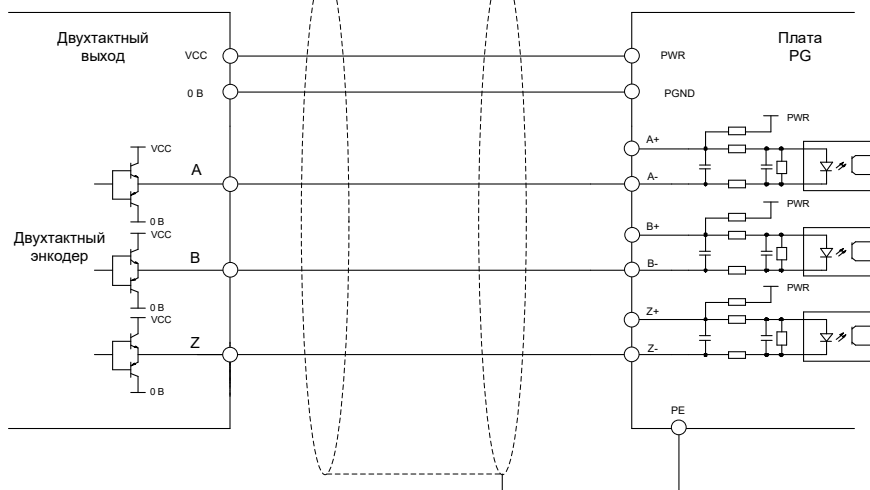 Двухтактный
выход
Плата
PG
VCC
PWR
0 В
PGND
PWR
A+
VCC
A
A-
0 В
PWR
VCC
B+
Двухтактный
энкодер
B
B-
0 В
PWR
VCC
Z+
Z
Z-
0 В
PE